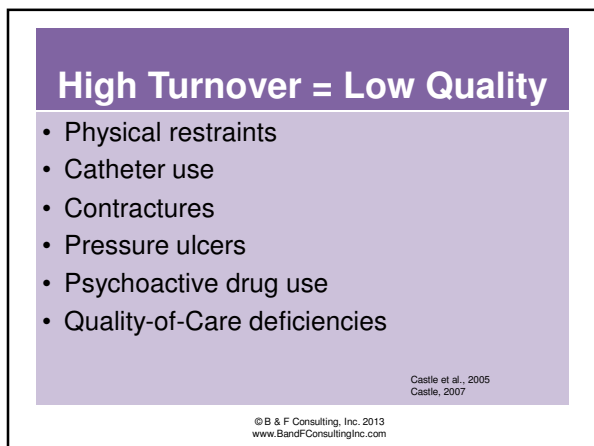 High Turnover = Low Quality
• Physical restraints
• Catheter use
• Contractures
• Pressure ulcers
• Psychoactive drug use
• Quality-of-Care deficiencies
Castle et al., 2005
Castle, 2007
© B & F Consulting, Inc. 2013
www.BandFConsultingInc.com